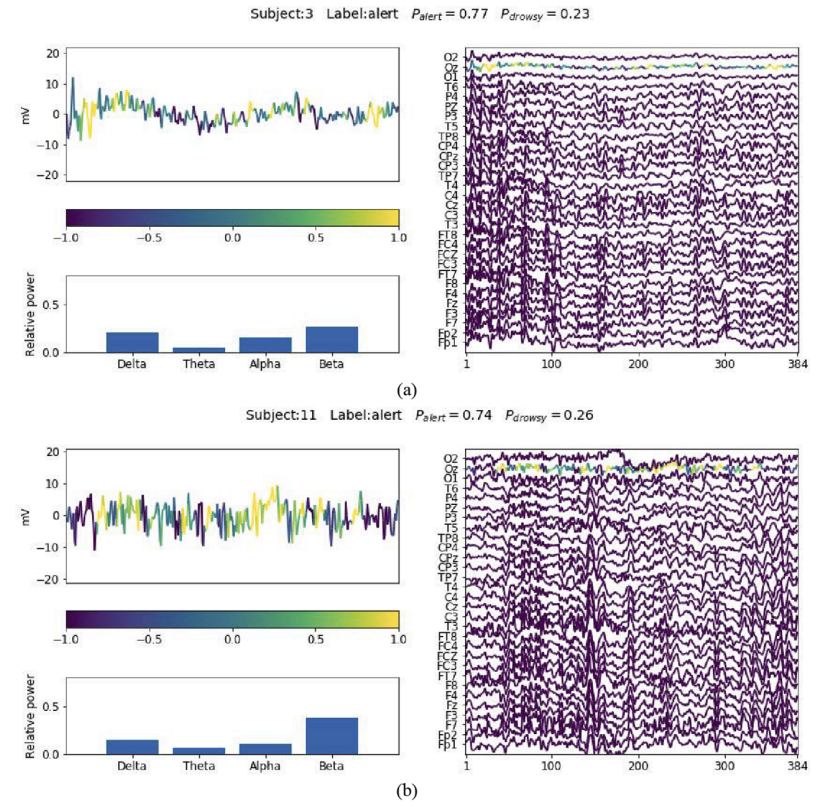 Subject:3 Label:alert P_alert = 0.77 P_drowsy = 0.23
20
10
0
−10
−20
mV
−1.0 −0.5 0.0 0.5 1.0
0.5
0.0
Relative power
Delta Theta Alpha Beta
O2
Oz
O1
T6
P4
PZ
P3
T5
TP8
CP4
CPz
CP3
TP7
T4
C4
Cz
C3
T3
FT8
FC4
FCZ
FC3
FT7
F8
F4
Fz
F3
F7
Fp2
Fp1
1 100 200 300 384
(a)
Subject:11 Label:alert P_alert = 0.74 P_drowsy = 0.26
20
10
0
−10
−20
mV
−1.0 −0.5 0.0 0.5 1.0
0.5
0.0
Relative power
Delta Theta Alpha Beta
O2
Oz
O1
T6
P4
PZ
P3
T5
TP8
CP4
CPz
CP3
TP7
T4
C4
Cz
C3
T3
FT8
FC4
FCZ
FC3
FT7
F8
F4
Fz
F3
F7
Fp2
Fp1
1 100 200 300 384
(b)